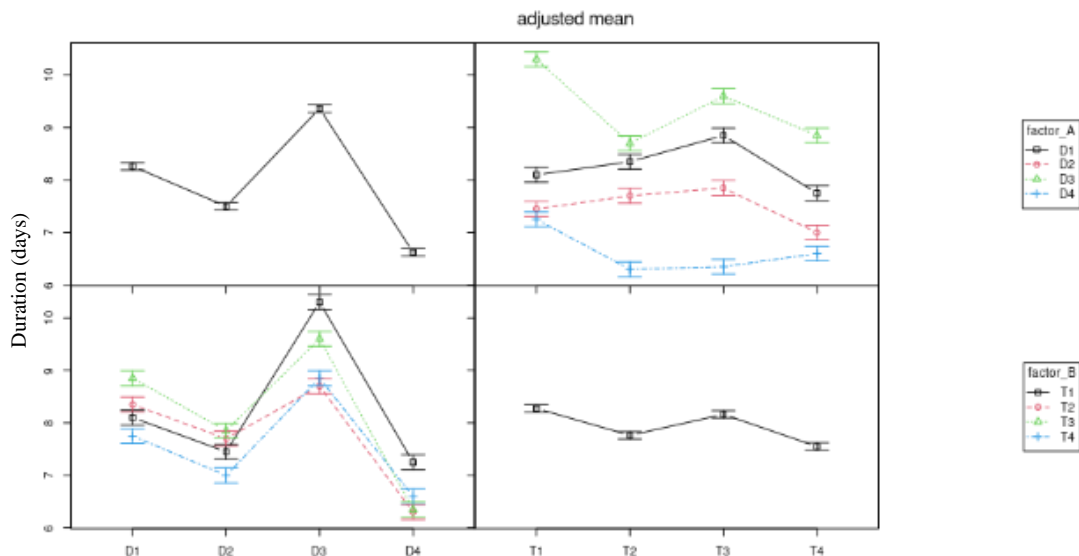 adjusted mean
Duration (days)
10
9
8
7
6
10
9
8
7
6
D1 D2 D3 D4
T1 T2 T3 T4
factor_A
D1
D2
D3
D4
factor_B
T1
T2
T3
T4